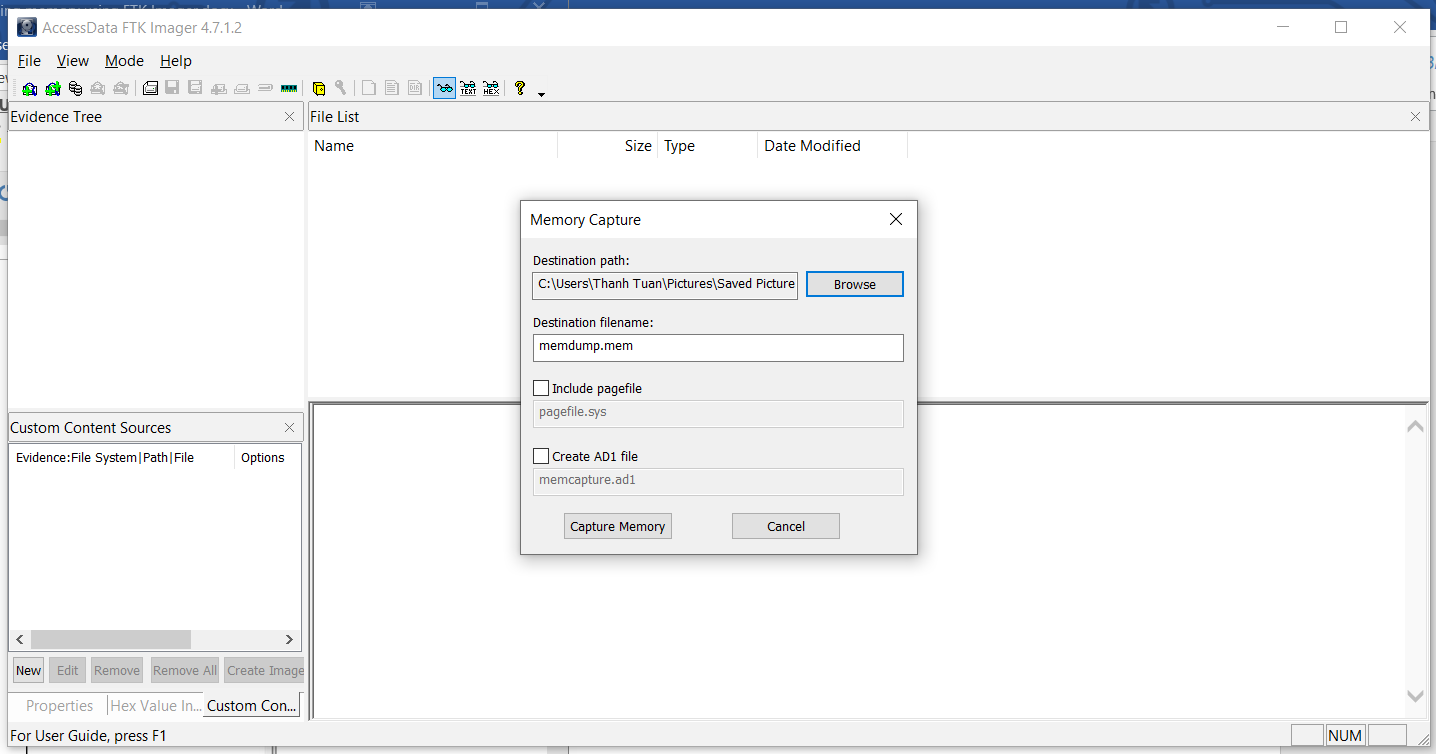 AccessData FTK Imager 4.7.1.2
File View Mode Help
TEXT HEX
Evidence Tree
File List
Name Size Type Date Modified
Memory Capture
Destination path:
C:\Users\Thanh Tuan\Pictures\Saved Picture
Browse
Destination filename:
memdump.mem
Include pagefile
pagefile.sys
Create AD1 file
memcapture.ad1
Capture Memory Cancel
Custom Content Sources
Evidence:File System|Path|File Options
New Edit Remove Remove All Create Image
Properties Hex Value In... Custom Con...
For User Guide, press F1
NUM